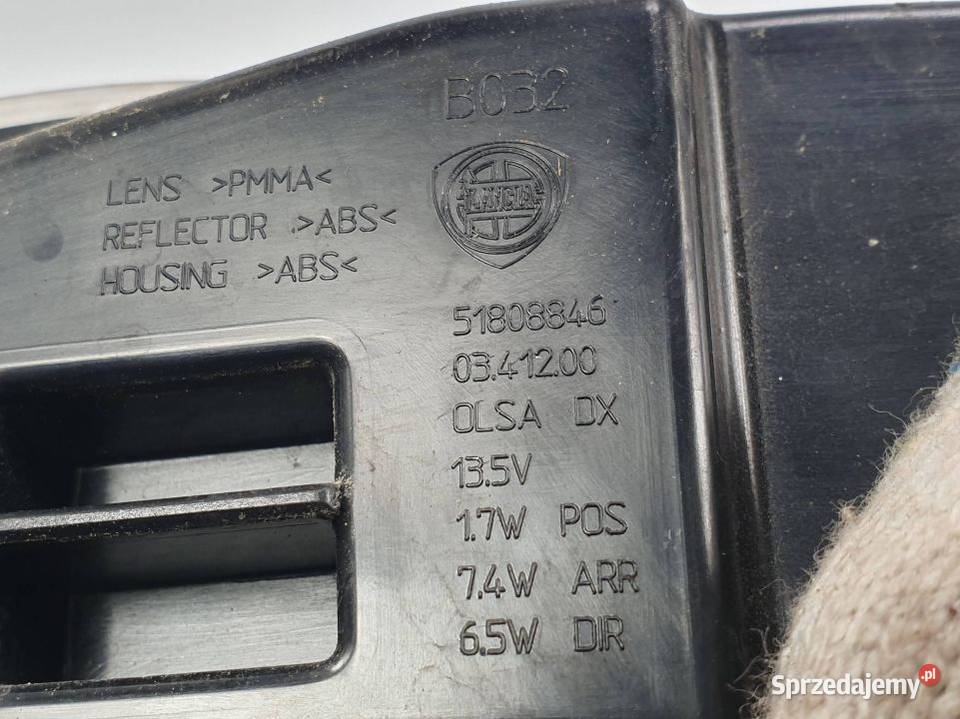 B032
LANCIA
LENS >PMMA<
REFLECTOR >ABS<
HOUSING >ABS<
51808846
03.412.00
OLSA DX
13.5V
1.7W POS
7.4W ARR
6.5W DIR
Sprzedajemy.pl